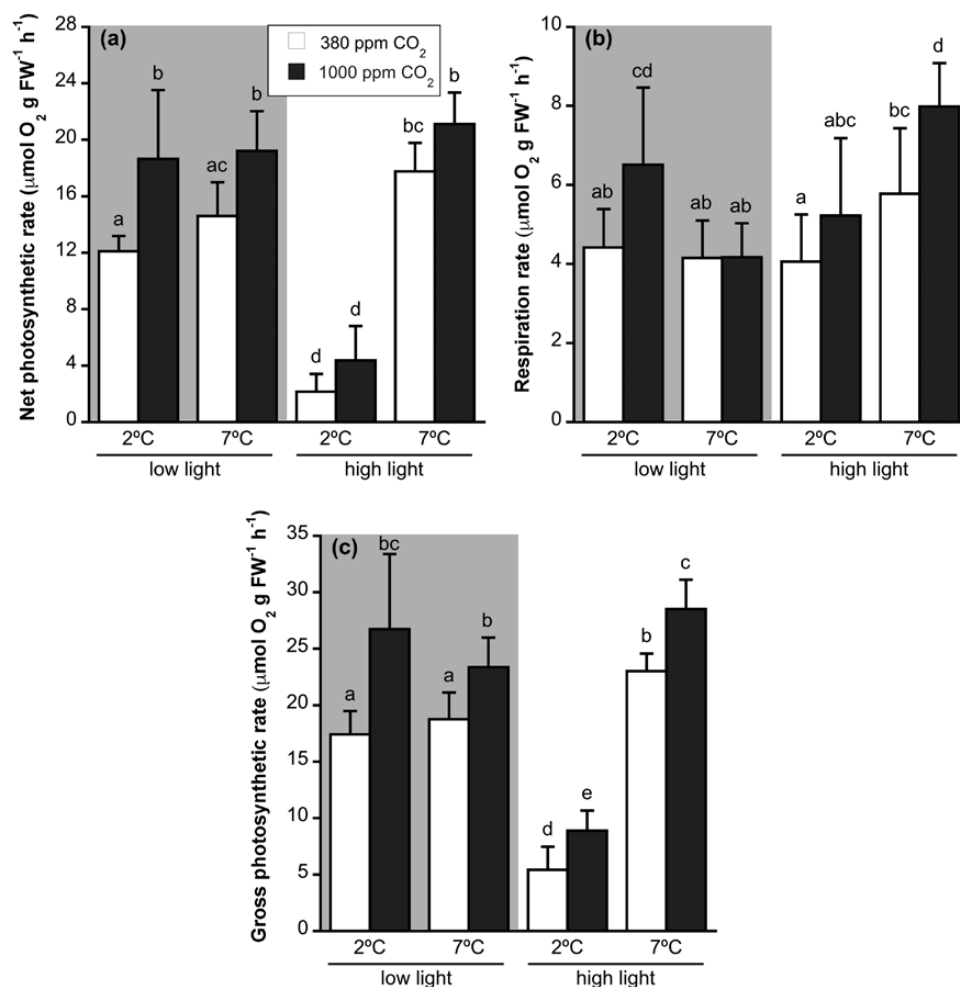 (a)
380 ppm CO₂
1000 ppm CO₂
Net photosynthetic rate (μmol O₂ g FW⁻¹ h⁻¹)
28
24
20
16
12
8
4
0
a
b
ac
b
d
d
bc
b
2ºC 7ºC 2ºC 7ºC
low light high light
(b)
Respiration rate (μmol O₂ g FW⁻¹ h⁻¹)
10
8
6
4
2
0
ab
cd
ab
ab
a
abc
bc
d
2ºC 7ºC 2ºC 7ºC
low light high light
(c)
Gross photosynthetic rate (μmol O₂ g FW⁻¹ h⁻¹)
35
30
25
20
15
10
5
0
a
bc
a
b
d
e
b
c
2ºC 7ºC 2ºC 7ºC
low light high light